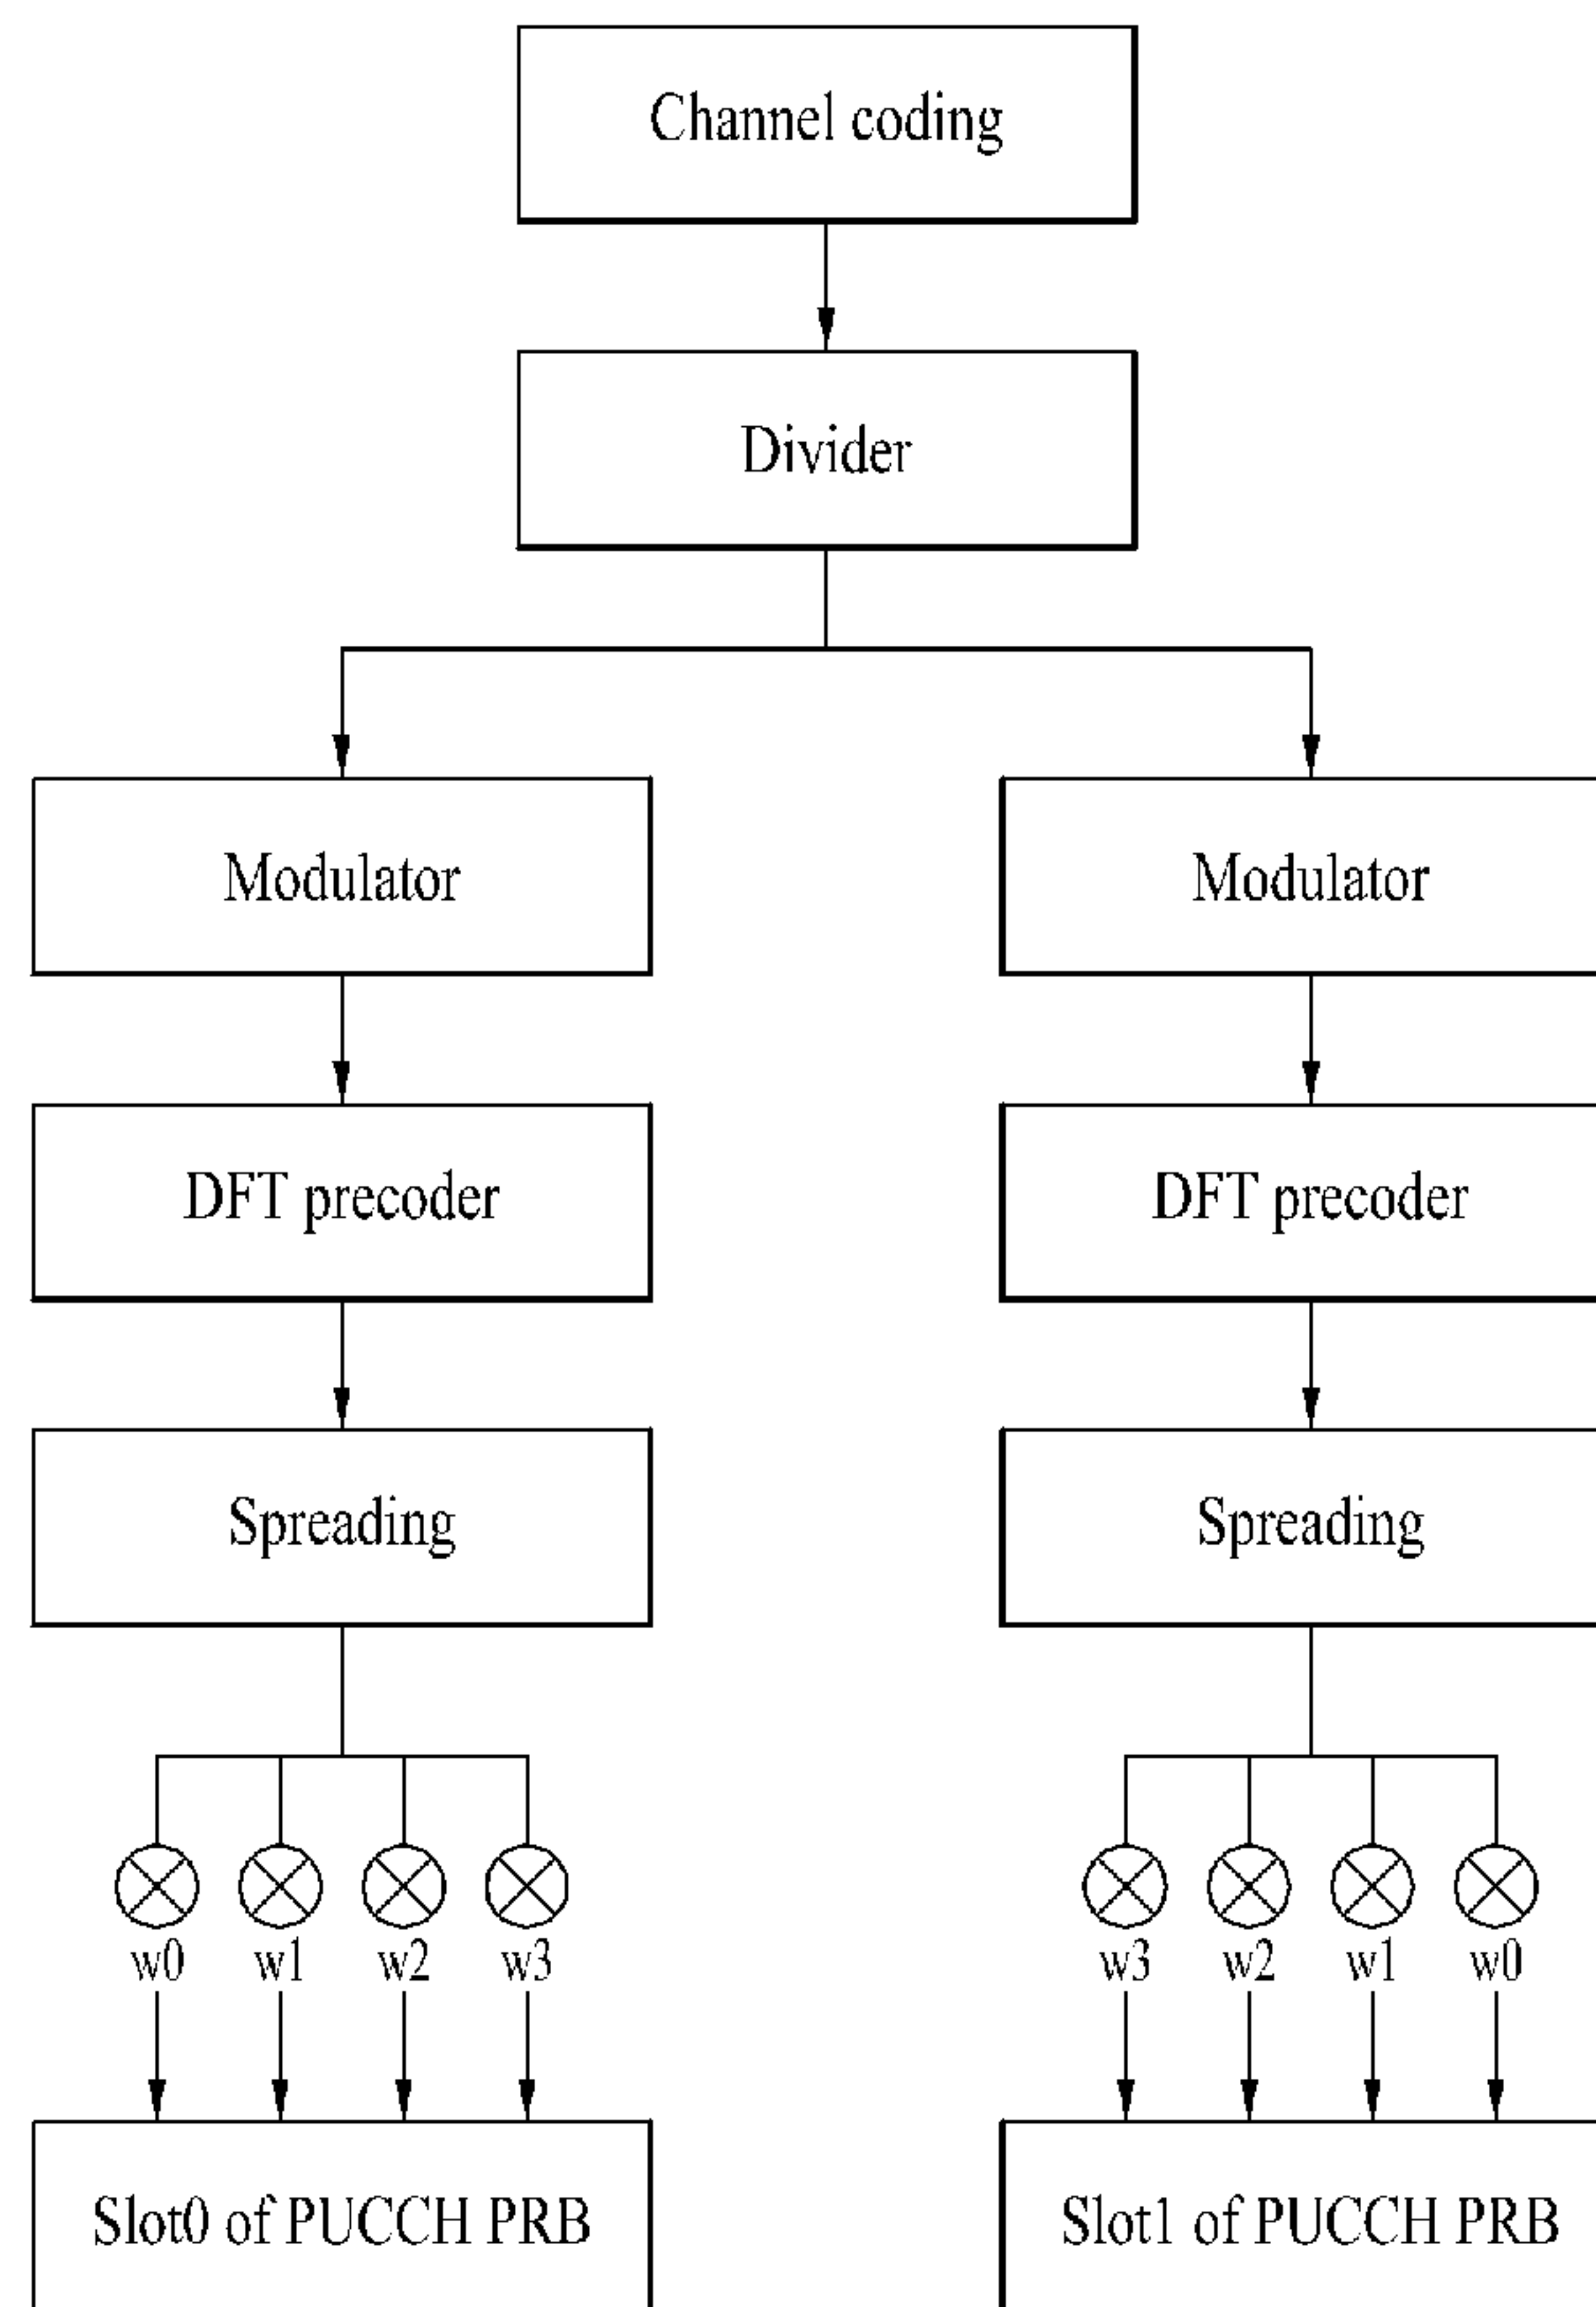 Channel coding
Divider
Modulator Modulator
DFT precoder DFT precoder
Spreading Spreading
w0 w1 w2 w3 w3 w2 w1 w0
Slot0 of PUCCH PRB Slot1 of PUCCH PRB